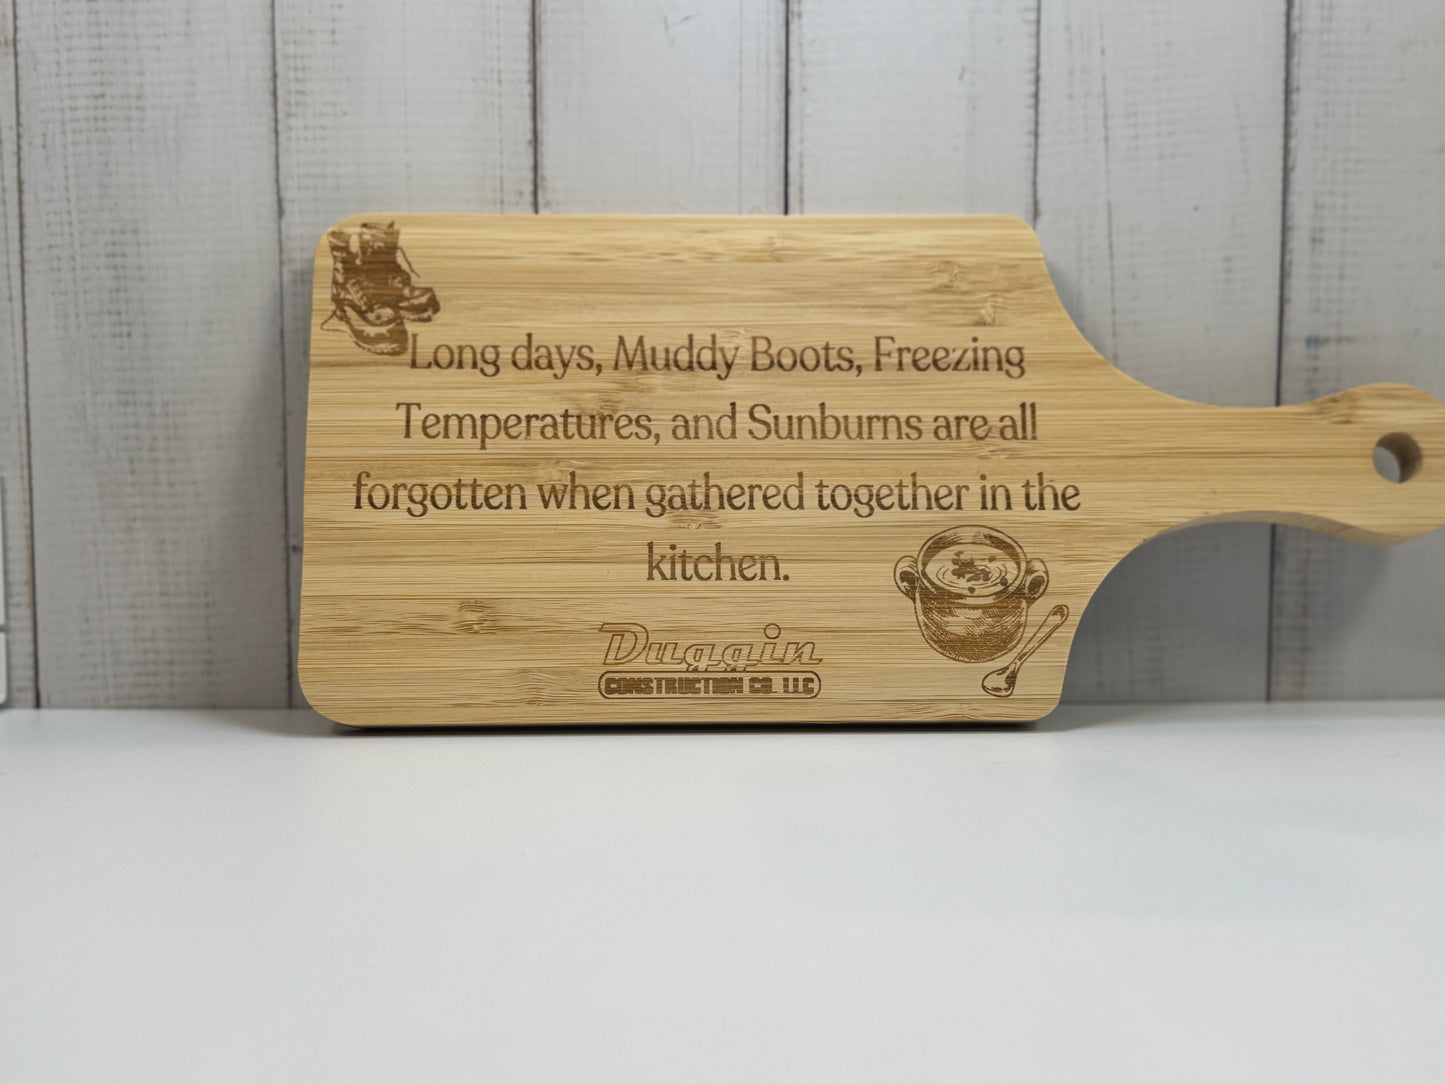 Long days, Muddy Boots, Freezing
Temperatures, and Sunburns are all
forgotten when gathered together in the
kitchen.
Duggin
CONSTRUCTION CO. LLC